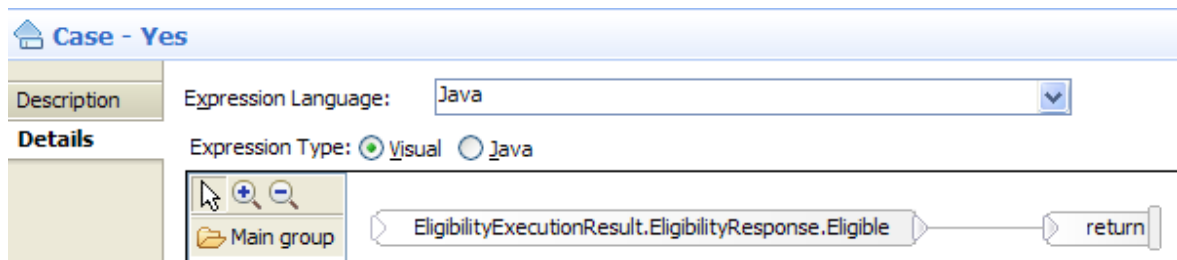 Case - Yes
Description
Expression Language: Java
Details
Expression Type: Visual Java
Main group
EligibilityExecutionResult.EligibilityResponse.Eligible return